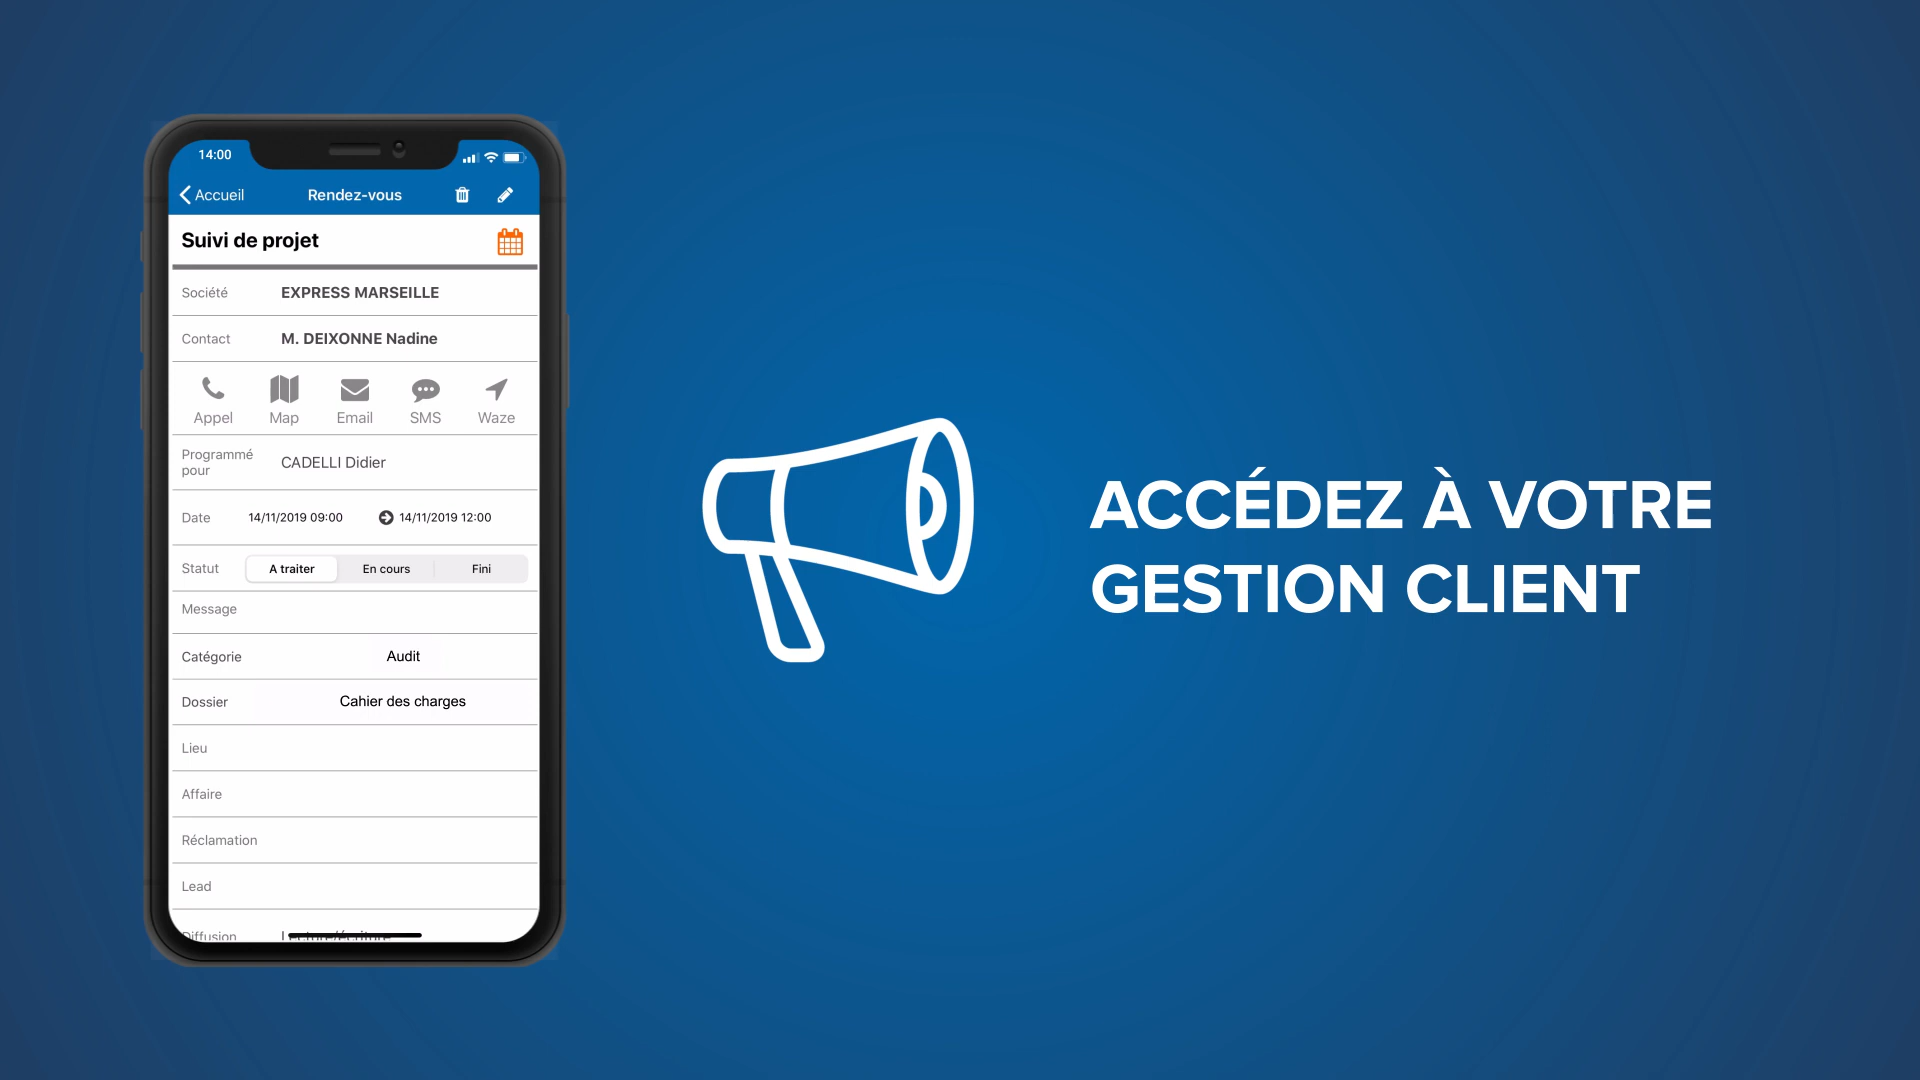 14:00
Accueil
Rendez-vous
Suivi de projet
Société EXPRESS MARSEILLE
Contact M. DEIXONNE Nadine
Appel Map Email SMS Waze
Programmé
pour
CADELLI Didier
Date 14/11/2019 09:00 14/11/2019 12:00
Statut A traiter En cours Fini
Message
Catégorie Audit
Dossier Cahier des charges
Lieu
Affaire
Réclamation
Lead
Diffusion Lecture/écriture
ACCÉDEZ À VOTRE
GESTION CLIENT